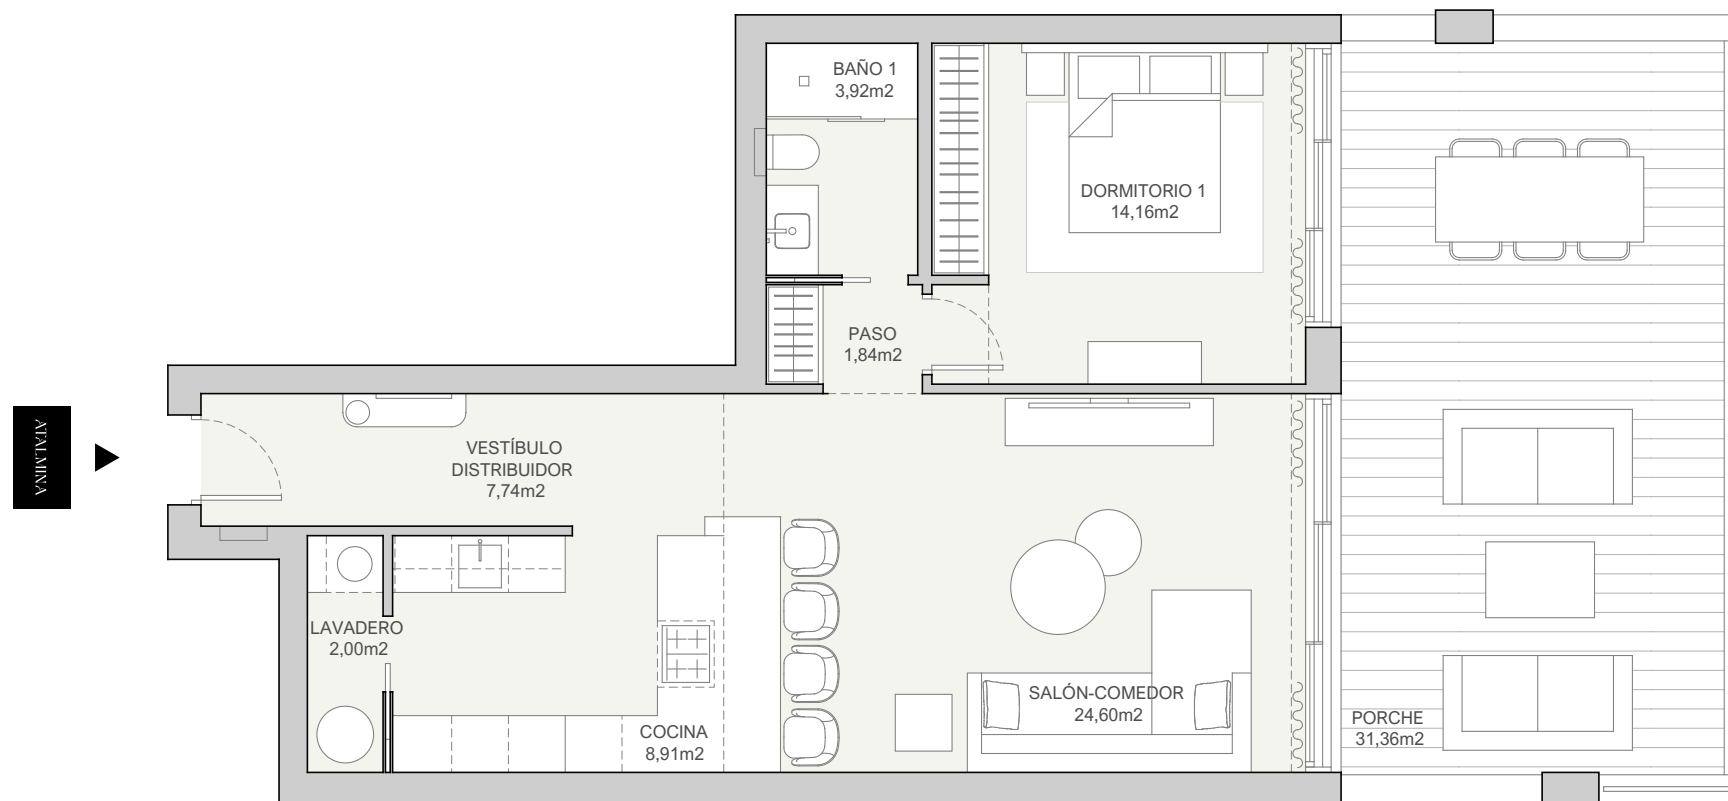 BAÑO 1
3,92m2
DORMITORIO 1
14,16m2
PASO
1,84m2
ATALMINA
VESTÍBULO
DISTRIBUIDOR
7,74m2
LAVADERO
2,00m2
COCINA
8,91m2
SALÓN-COMEDOR
24,60m2
PORCHE
31,36m2